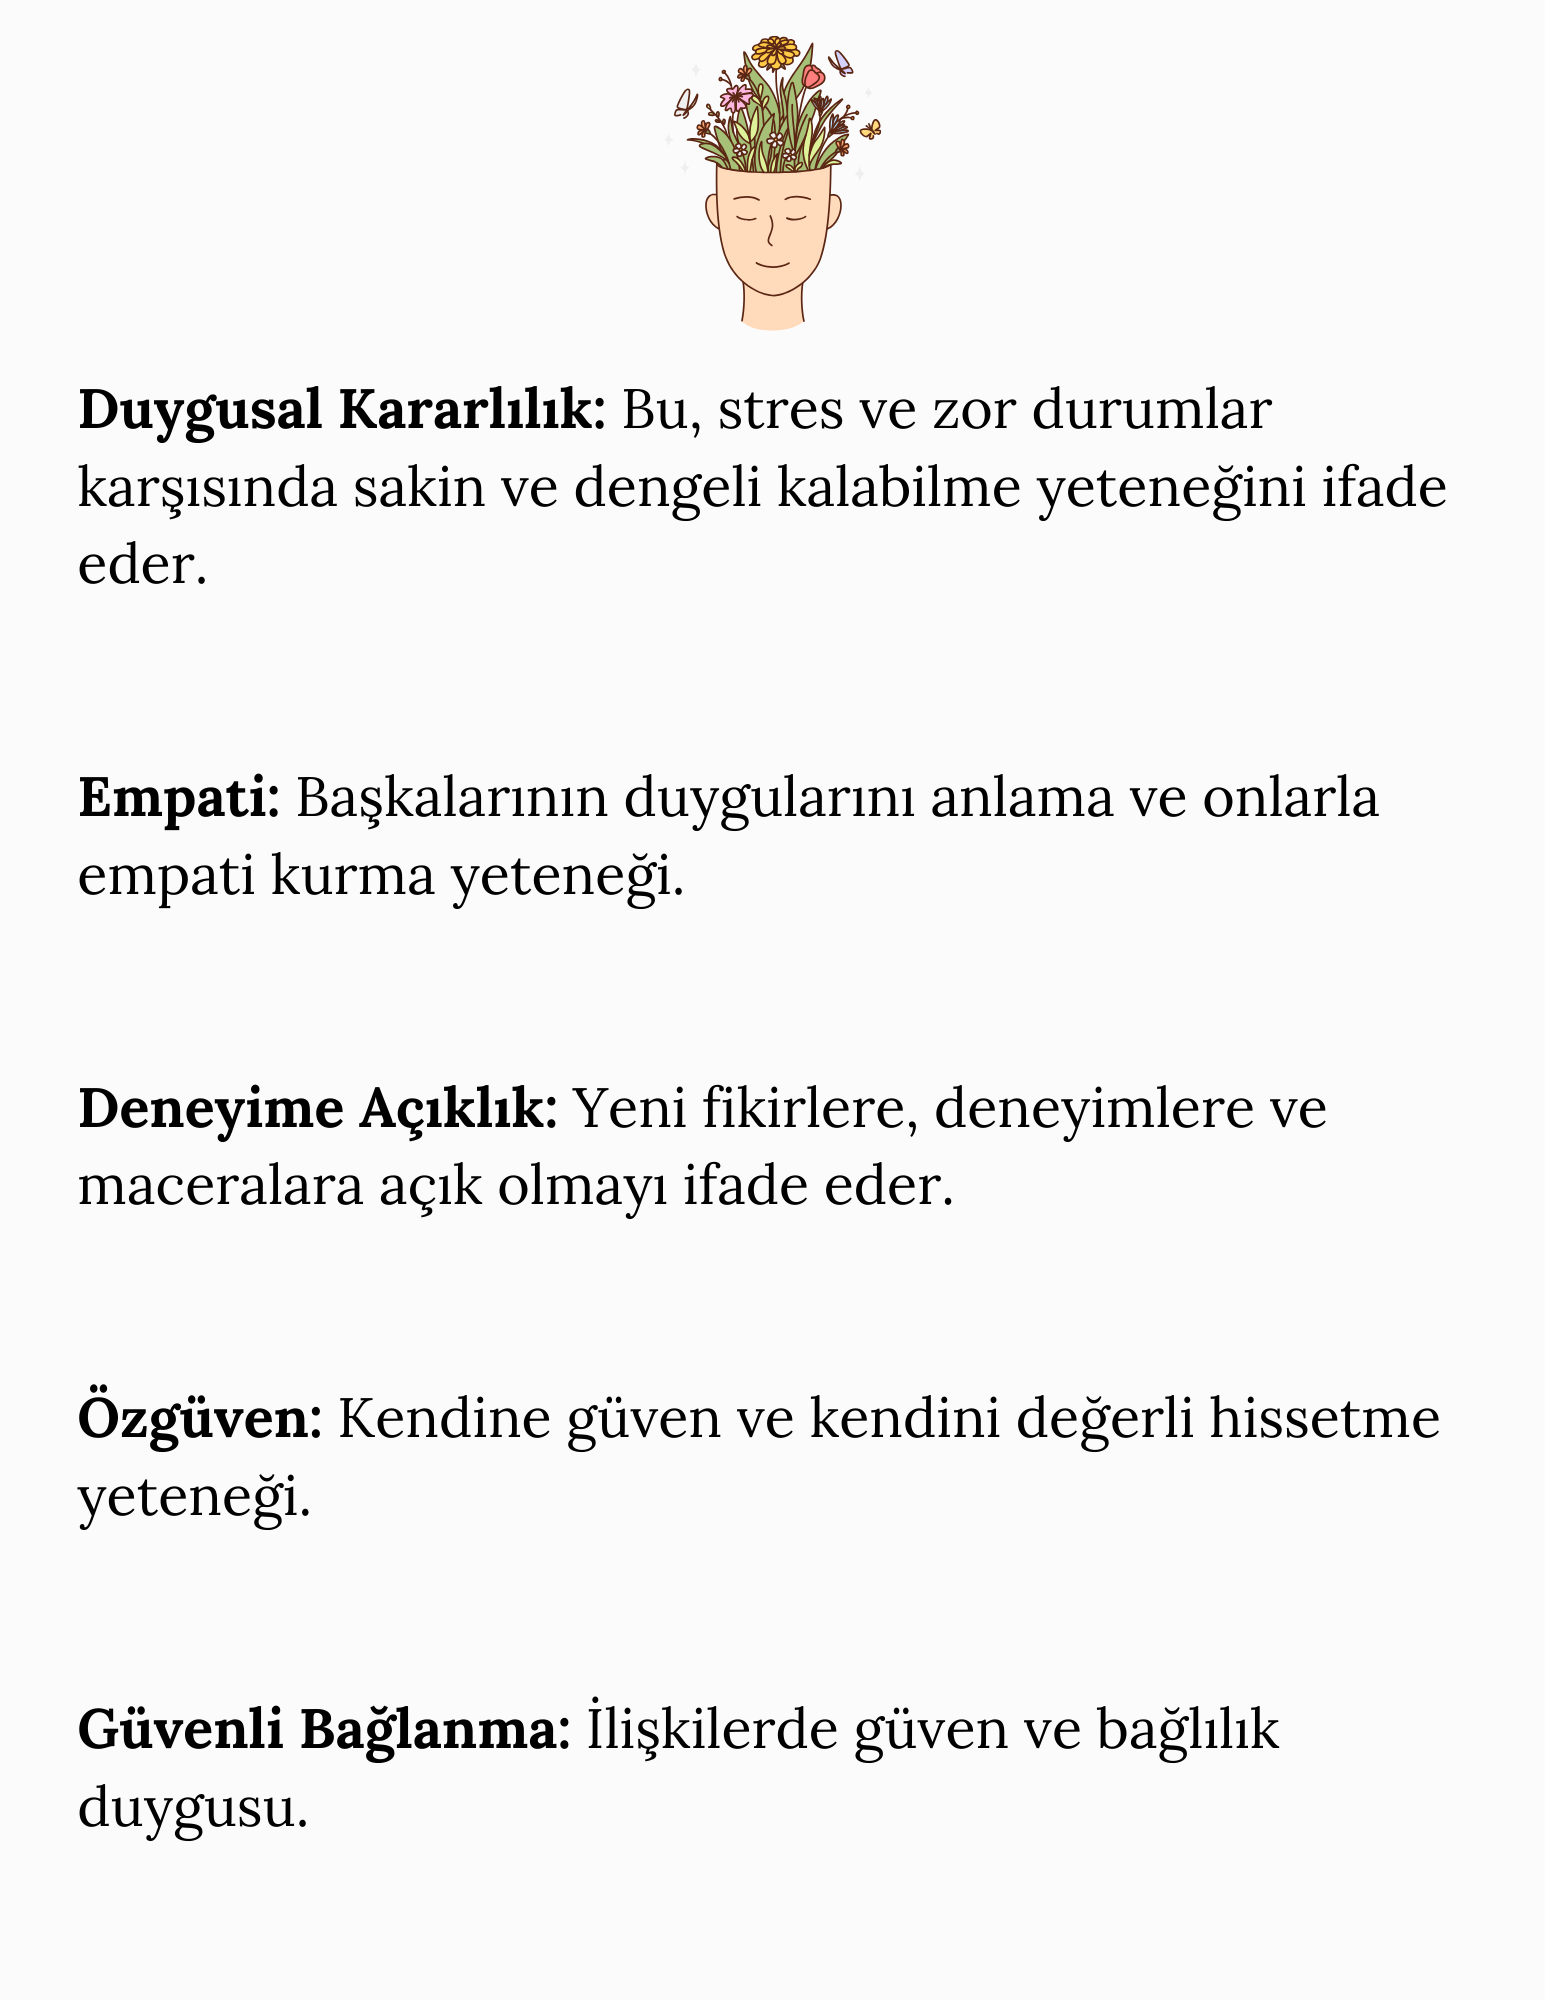 Duygusal Kararlılık: Bu, stres ve zor durumlar
karşısında sakin ve dengeli kalabilme yeteneğini ifade
eder.
Empati: Başkalarının duygularını anlama ve onlarla
empati kurma yeteneği.
Deneyime Açıklık: Yeni fikirlere, deneyimlere ve
maceralara açık olmayı ifade eder.
Özgüven: Kendine güven ve kendini değerli hissetme
yeteneği.
Güvenli Bağlanma: İlişkilerde güven ve bağlılık
duygusu.